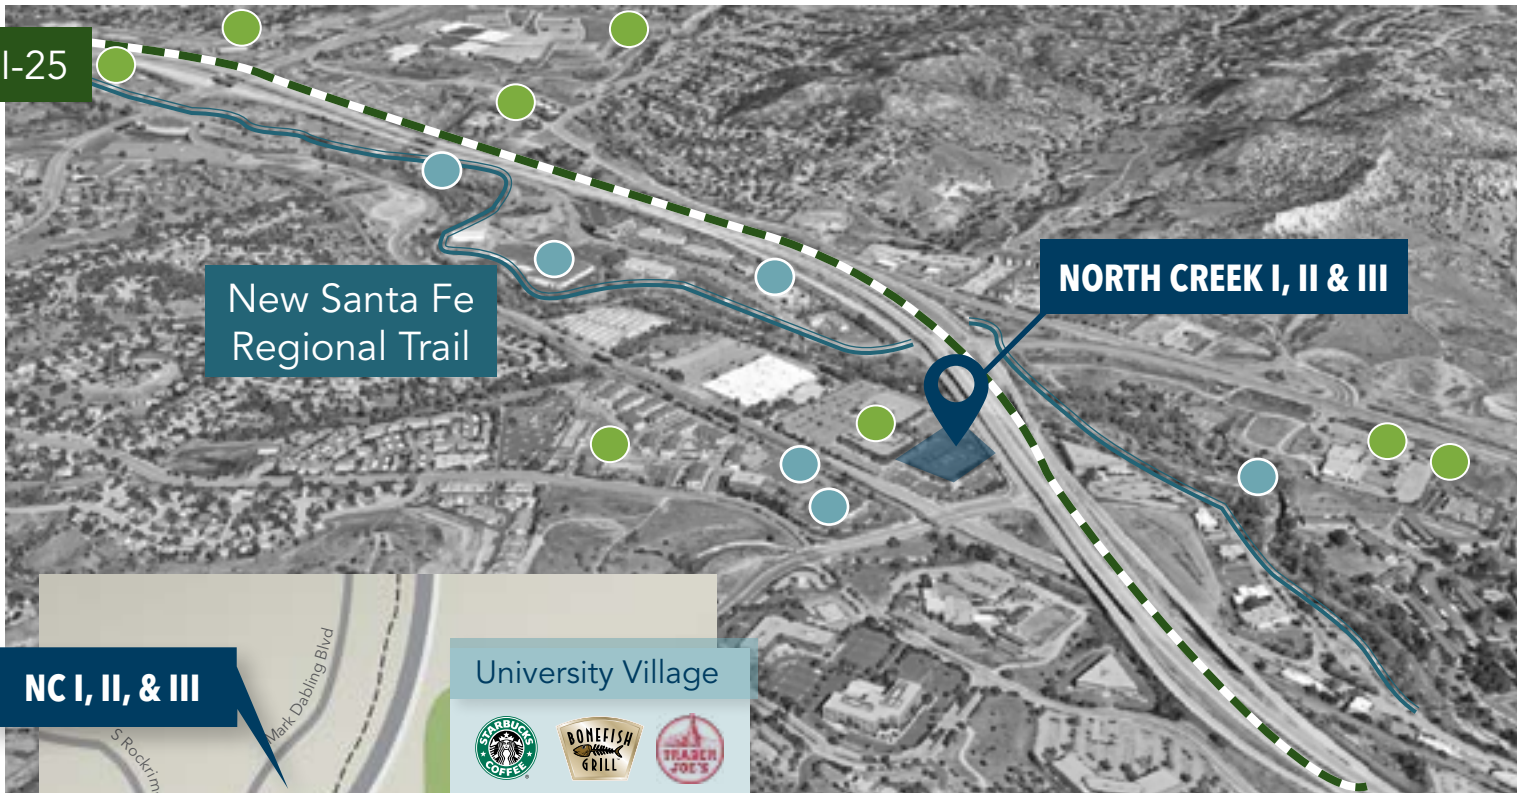 I-25
New Santa Fe
Regional Trail
NORTH CREEK I, II & III
NC I, II, & III
Mark Dabling Blvd
S Rockrim
University Village
STARBUCKS
COFFEE
BONEFISH
GRILL
TRADER
JOE'S